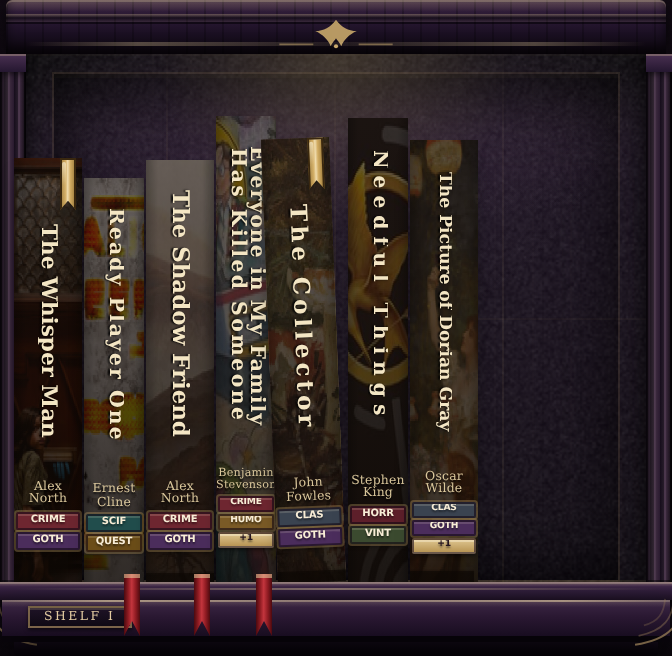 The Whisper Man
Alex
North
CRIME
GOTH
Ready Player One
Ernest
Cline
SCIF
QUEST
The Shadow Friend
Alex
North
CRIME
GOTH
Everyone in My Family
Has Killed Someone
Benjamin
Stevenson
CRIME
HUMO
+1
The Collector
John
Fowles
CLAS
GOTH
Needful Things
Stephen
King
HORR
VINT
The Picture of Dorian Gray
Oscar
Wilde
CLAS
GOTH
+1
SHELF I